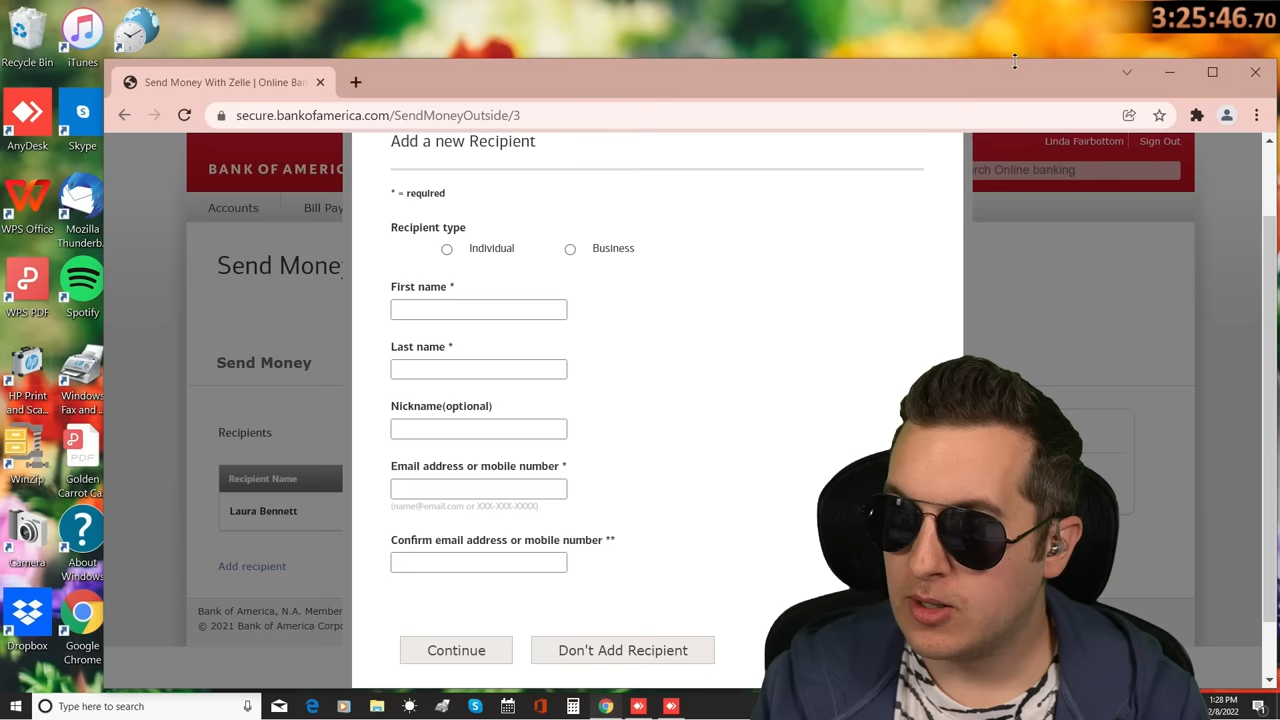 3:25:46.70
Recycle Bin
iTunes
Send Money With Zelle | Online Ban
secure.bankofamerica.com/SendMoneyOutside/3
AnyDesk
Skype
Add a new Recipient
Linda Fairbottom
Sign Out
BANK OF AMERIC
rch Online banking
* = required
Accounts
Bill Pay
WPS Office
Mozilla
Thunderb...
Recipient type
Individual
Business
Send Money
First name *
WPS PDF
Spotify
Last name *
Send Money
HP Print
and Sca...
Windows
Fax and ...
Nickname(optional)
Recipients
Email address or mobile number *
WinZip
Golden
Carrot Ca...
Recipient Name
(name@email.com or XXX-XXX-XXXX)
Laura Bennett
Confirm email address or mobile number **
Camera
About
Windows
Add recipient
Bank of America, N.A. Member
© 2021 Bank of America Corpo
Dropbox
Google
Chrome
Continue
Don't Add Recipient
Type here to search
1:28 PM
2/8/2022